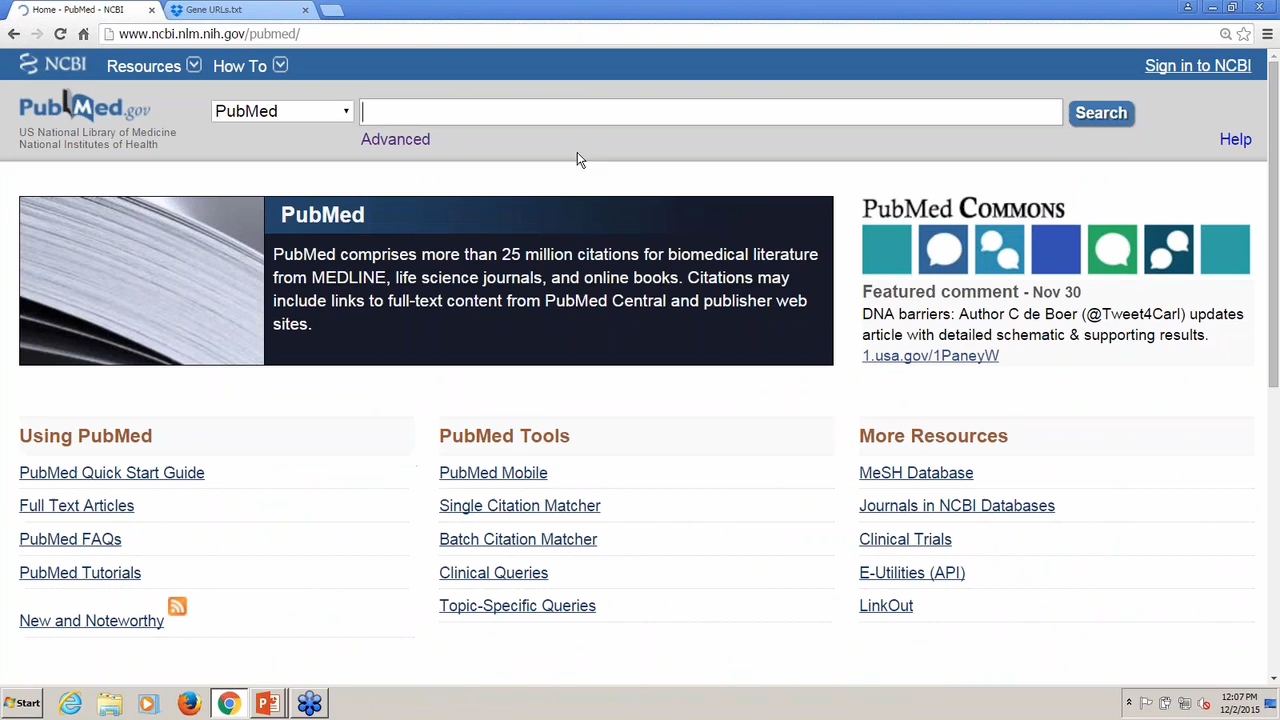 Home - PubMed - NCBI
Gene URLs.txt
www.ncbi.nlm.nih.gov/pubmed/
NCBI
Resources
How To
Sign in to NCBI
PubMed.gov
US National Library of Medicine
National Institutes of Health
PubMed
Search
Advanced
Help
PubMed
PubMed comprises more than 25 million citations for biomedical literature
from MEDLINE, life science journals, and online books. Citations may
include links to full-text content from PubMed Central and publisher web
sites.
PubMed COMMONS
Featured comment - Nov 30
DNA barriers: Author C de Boer (@Tweet4Carl) updates
article with detailed schematic & supporting results.
1.usa.gov/1PaneyW
Using PubMed
PubMed Quick Start Guide
Full Text Articles
PubMed FAQs
PubMed Tutorials
New and Noteworthy
PubMed Tools
PubMed Mobile
Single Citation Matcher
Batch Citation Matcher
Clinical Queries
Topic-Specific Queries
More Resources
MeSH Database
Journals in NCBI Databases
Clinical Trials
E-Utilities (API)
LinkOut
Start
12:07 PM
12/2/2015